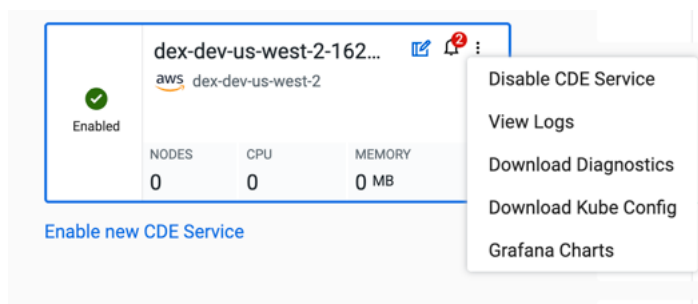 dex-dev-us-west-2-162...
2
aws dex-dev-us-west-2
Enabled
NODES CPU MEMORY
0 0 0 MB
Enable new CDE Service
Disable CDE Service
View Logs
Download Diagnostics
Download Kube Config
Grafana Charts